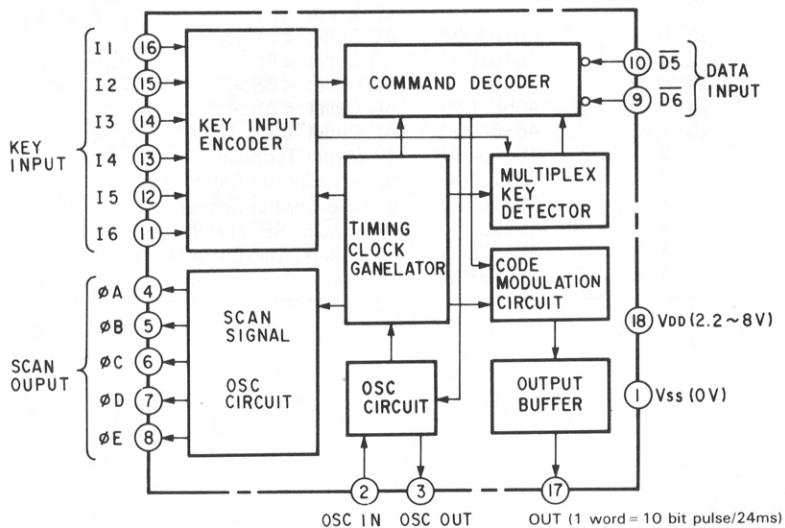 I1 16
I2 15
I3 14
I4 13
I5 12
I6 11
KEY
INPUT
KEY INPUT
ENCODER
COMMAND DECODER
10 D5
9 D6
DATA
INPUT
MULTIPLEX
KEY
DETECTOR
TIMING
CLOCK
GANELATOR
CODE
MODULATION
CIRCUIT
ØA 4
ØB 5
ØC 6
ØD 7
ØE 8
SCAN
OUPUT
SCAN
SIGNAL
OSC
CIRCUIT
OSC
CIRCUIT
OUTPUT
BUFFER
18 VDD (2.2~8V)
1 Vss (0V)
2 3 17
OSC IN OSC OUT OUT (1 word = 10 bit pulse/24ms)